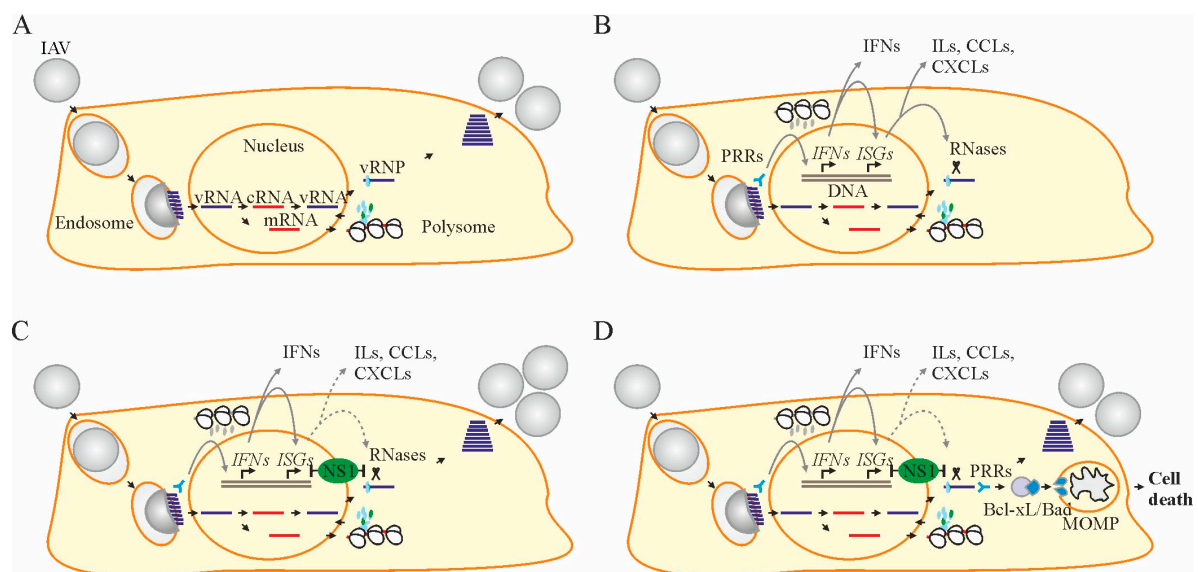 A
IAV
Nucleus
vRNP
vRNA cRNA vRNA
mRNA
Endosome
Polysome
B
IFNs
ILs, CCLs,
CXCLs
PRRs
IFNs ISGs
RNases
DNA
C
IFNs
ILs, CCLs,
CXCLs
IFNs ISGs
RNases
NS1
D
IFNs
ILs, CCLs,
CXCLs
IFNs ISGs
NS1
PRRs
Bcl-xL/Bad
MOMP
Cell
death